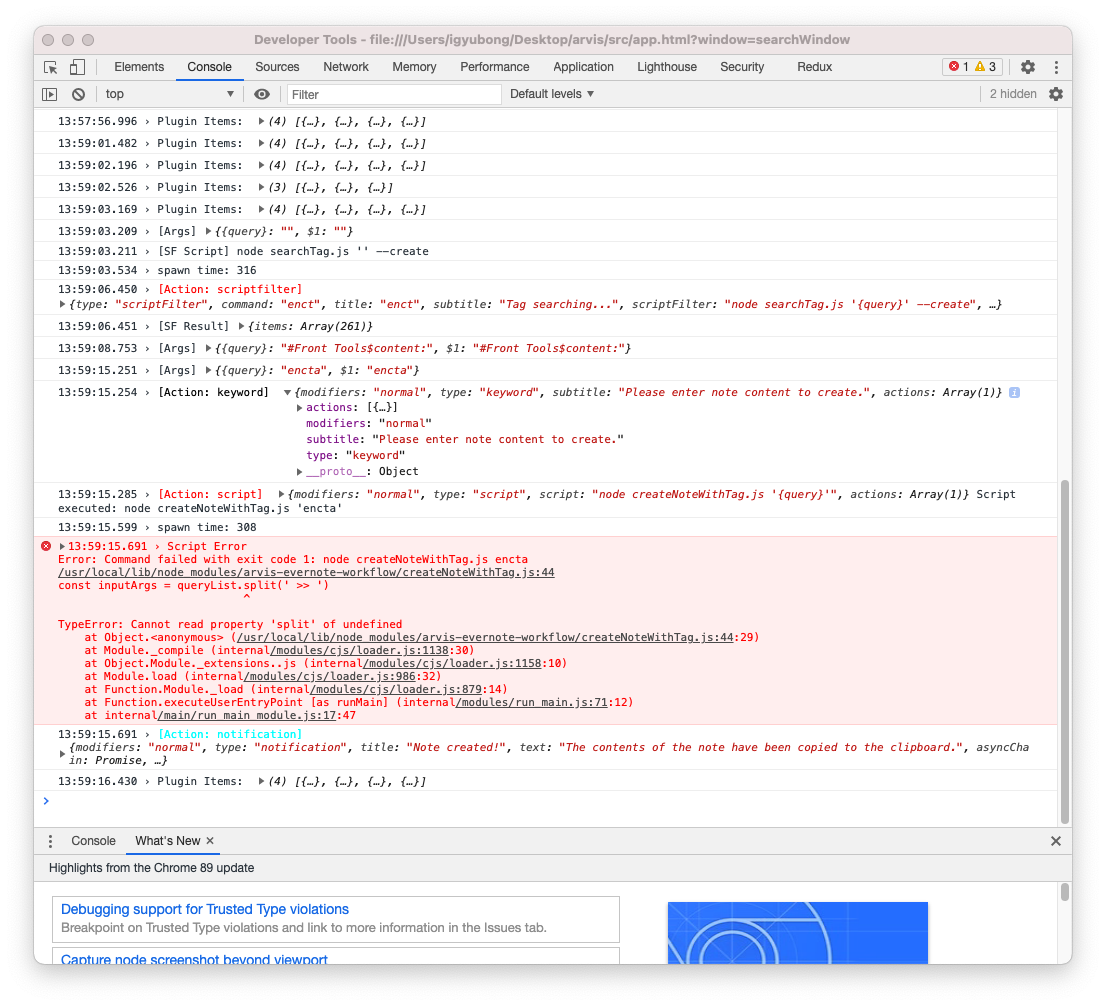 Developer Tools - file:///Users/igyubong/Desktop/arvis/src/app.html?window=searchWindow
Elements Console Sources Network Memory Performance Application Lighthouse Security Redux 1 3
top Filter Default levels 2 hidden
13:57:56.996 › Plugin Items: (4) [{…}, {…}, {…}, {…}]
13:59:01.482 › Plugin Items: (4) [{…}, {…}, {…}, {…}]
13:59:02.196 › Plugin Items: (4) [{…}, {…}, {…}, {…}]
13:59:02.526 › Plugin Items: (3) [{…}, {…}, {…}]
13:59:03.169 › Plugin Items: (4) [{…}, {…}, {…}, {…}]
13:59:03.209 › [Args] {{query}: "", $1: ""}
13:59:03.211 › [SF Script] node searchTag.js '' --create
13:59:03.534 › spawn time: 316
13:59:06.450 › [Action: scriptfilter]
{type: "scriptFilter", command: "enct", title: "enct", subtitle: "Tag searching...", scriptFilter: "node searchTag.js '{query}' --create", …}
13:59:06.451 › [SF Result] {items: Array(261)}
13:59:08.753 › [Args] {{query}: "#Front Tools$content:", $1: "#Front Tools$content:"}
13:59:15.251 › [Args] {{query}: "encta", $1: "encta"}
13:59:15.254 › [Action: keyword] {modifiers: "normal", type: "keyword", subtitle: "Please enter note content to create.", actions: Array(1)} i
actions: [{…}]
modifiers: "normal"
subtitle: "Please enter note content to create."
type: "keyword"
__proto__: Object
13:59:15.285 › [Action: script] {modifiers: "normal", type: "script", script: "node createNoteWithTag.js '{query}'", actions: Array(1)} Script
executed: node createNoteWithTag.js 'encta'
13:59:15.599 › spawn time: 308
13:59:15.691 › Script Error
Error: Command failed with exit code 1: node createNoteWithTag.js encta
/usr/local/lib/node_modules/arvis-evernote-workflow/createNoteWithTag.js:44
const inputArgs = queryList.split(' >> ')
^
TypeError: Cannot read property 'split' of undefined
at Object.<anonymous> (/usr/local/lib/node_modules/arvis-evernote-workflow/createNoteWithTag.js:44:29)
at Module._compile (internal/modules/cjs/loader.js:1138:30)
at Object.Module._extensions..js (internal/modules/cjs/loader.js:1158:10)
at Module.load (internal/modules/cjs/loader.js:986:32)
at Function.Module._load (internal/modules/cjs/loader.js:879:14)
at Function.executeUserEntryPoint [as runMain] (internal/modules/run_main.js:71:12)
at internal/main/run_main_module.js:17:47
13:59:15.691 › [Action: notification]
{modifiers: "normal", type: "notification", title: "Note created!", text: "The contents of the note have been copied to the clipboard.", asyncCha
in: Promise, …}
13:59:16.430 › Plugin Items: (4) [{…}, {…}, {…}, {…}]
›
Console What's New ×
Highlights from the Chrome 89 update
Debugging support for Trusted Type violations
Breakpoint on Trusted Type violations and link to more information in the Issues tab.
Capture node screenshot beyond viewport